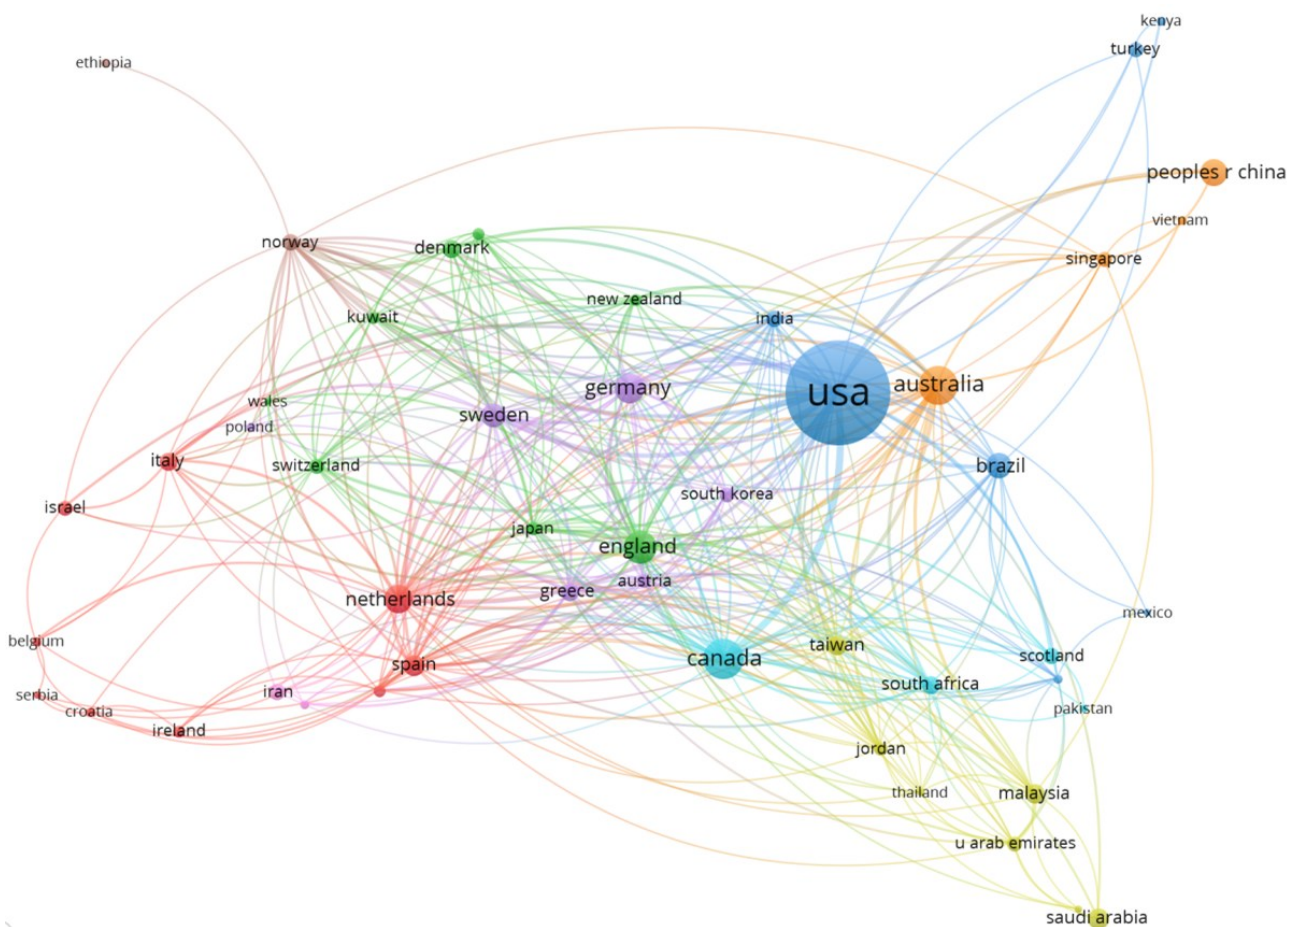 kenya
turkey
ethiopia
peoples r china
vietnam
norway
denmark
singapore
new zealand
kuwait
india
germany
usa
australia
wales
sweden
poland
italy
switzerland
brazil
south korea
israel
japan
england
austria
greece
netherlands
mexico
belgium
taiwan
scotland
canada
spain
south africa
iran
serbia
croatia
pakistan
ireland
jordan
thailand
malaysia
u arab emirates
saudi arabia